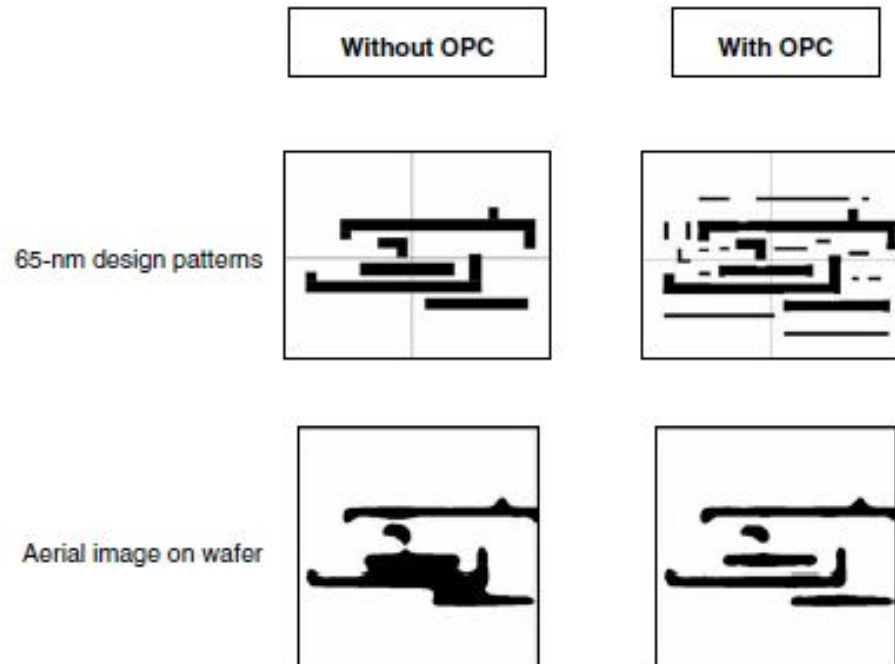 Without OPC
With OPC
65-nm design patterns
Aerial image on wafer